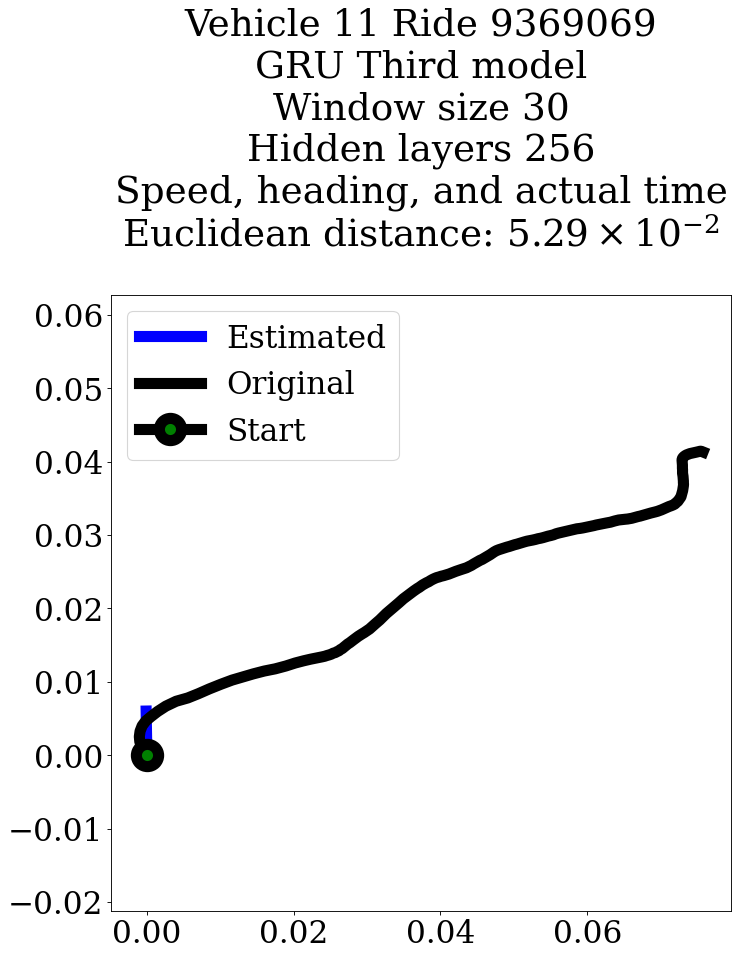 Vehicle 11 Ride 9369069
GRU Third model
Window size 30
Hidden layers 256
Speed, heading, and actual time
Euclidean distance: 5.29 × 10⁻²
Estimated
Original
Start
0.06
0.05
0.04
0.03
0.02
0.01
0.00
−0.01
−0.02
0.00 0.02 0.04 0.06